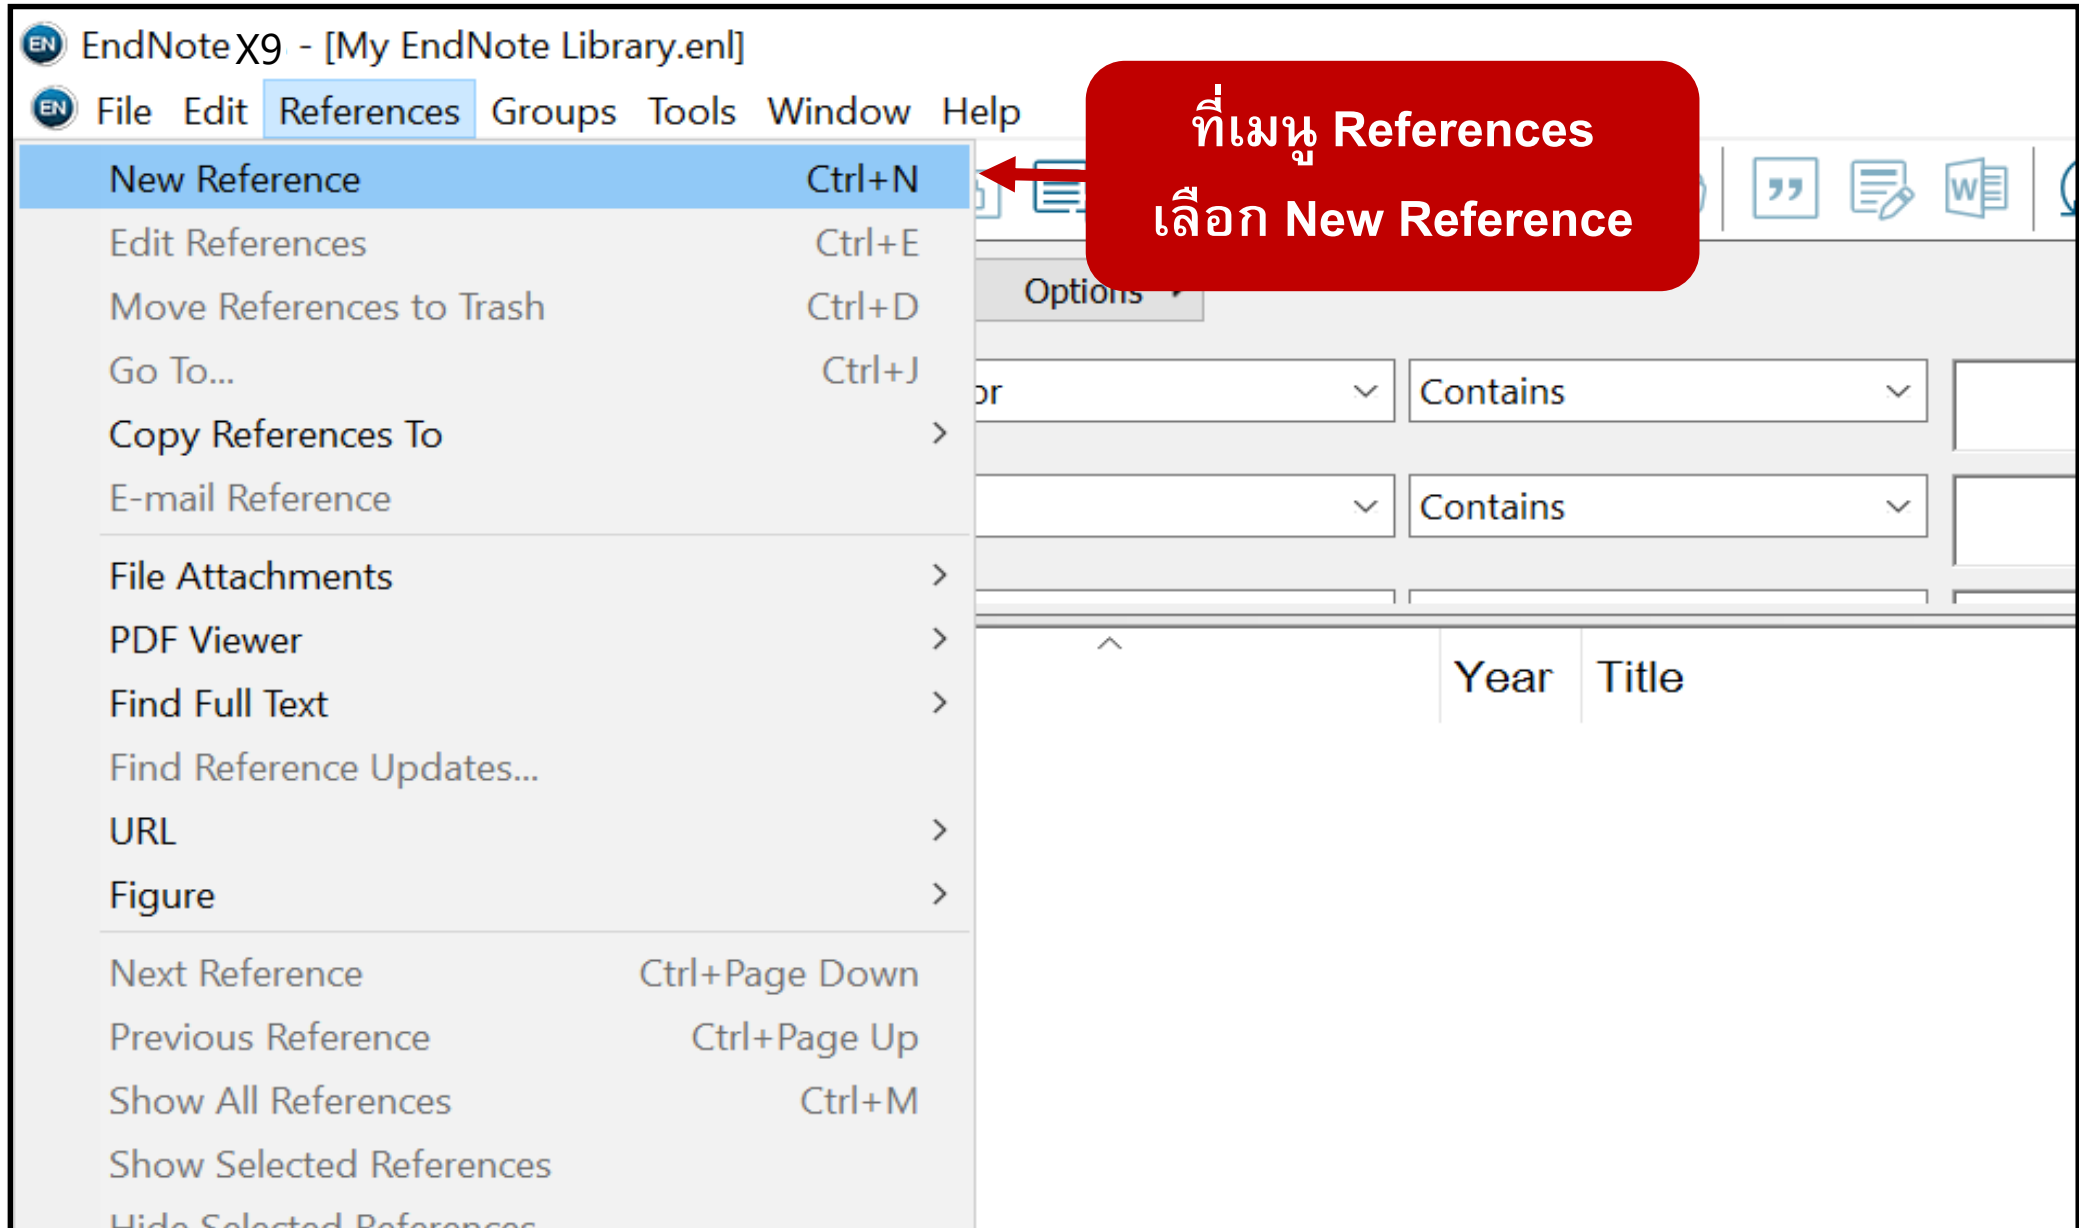 EndNote X9 - [My EndNote Library.enl]
File Edit References Groups Tools Window Help
ที่เมนู References
เลือก New Reference
New Reference Ctrl+N
Edit References Ctrl+E
Move References to Trash Ctrl+D
Go To... Ctrl+J
Copy References To
E-mail Reference
File Attachments
PDF Viewer
Find Full Text
Find Reference Updates...
URL
Figure
Next Reference Ctrl+Page Down
Previous Reference Ctrl+Page Up
Show All References Ctrl+M
Show Selected References
Hide Selected References
Options
or Contains
Contains
Year Title